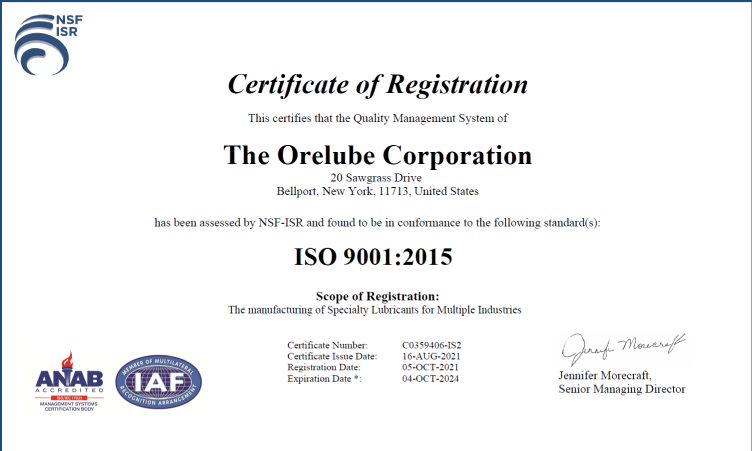 NSF
ISR
Certificate of Registration
This certifies that the Quality Management System of
The Orelube Corporation
20 Sawgrass Drive
Bellport, New York, 11713, United States
has been assessed by NSF-ISR and found to be in conformance to the following standard(s):
ISO 9001:2015
Scope of Registration:
The manufacturing of Specialty Lubricants for Multiple Industries
Certificate Number: C0359406-IS2
Certificate Issue Date: 16-AUG-2021
Registration Date: 05-OCT-2021
Expiration Date *: 04-OCT-2024
Jennifer Morecraft
Jennifer Morecraft,
Senior Managing Director
ANAB
ACCREDITED
MANAGEMENT SYSTEMS
CERTIFICATION BODY
MEMBER OF MULTILATERAL
IAF
RECOGNITION ARRANGEMENT